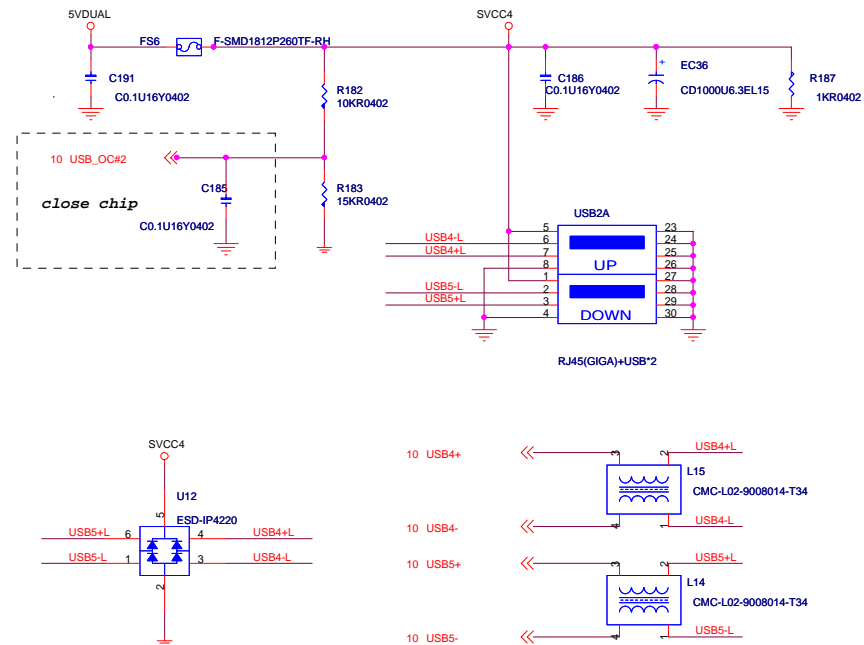 5VDUAL
SVCC4
FS6
F-SMD1812P260TF-RH
C191
C0.1U16Y0402
R182
10KR0402
C186
C0.1U16Y0402
+
EC36
CD1000U6.3EL15
R187
1KR0402
10 USB_OC#2
close chip
C185
C0.1U16Y0402
R183
15KR0402
USB2A
USB4-L
USB4+L
USB5-L
USB5+L
5
6
7
8
1
2
3
4
UP
DOWN
23
24
25
26
27
28
29
30
RJ45(GIGA)+USB*2
SVCC4
U12
ESD-IP4220
5
USB5+L 6
4 USB4+L
USB5-L 1
3 USB4-L
2
10 USB4+
3
2
USB4+L
L15
CMC-L02-9008014-T34
10 USB4-
4
1
USB4-L
10 USB5+
3
2
USB5+L
L14
CMC-L02-9008014-T34
10 USB5-
4
1
USB5-L